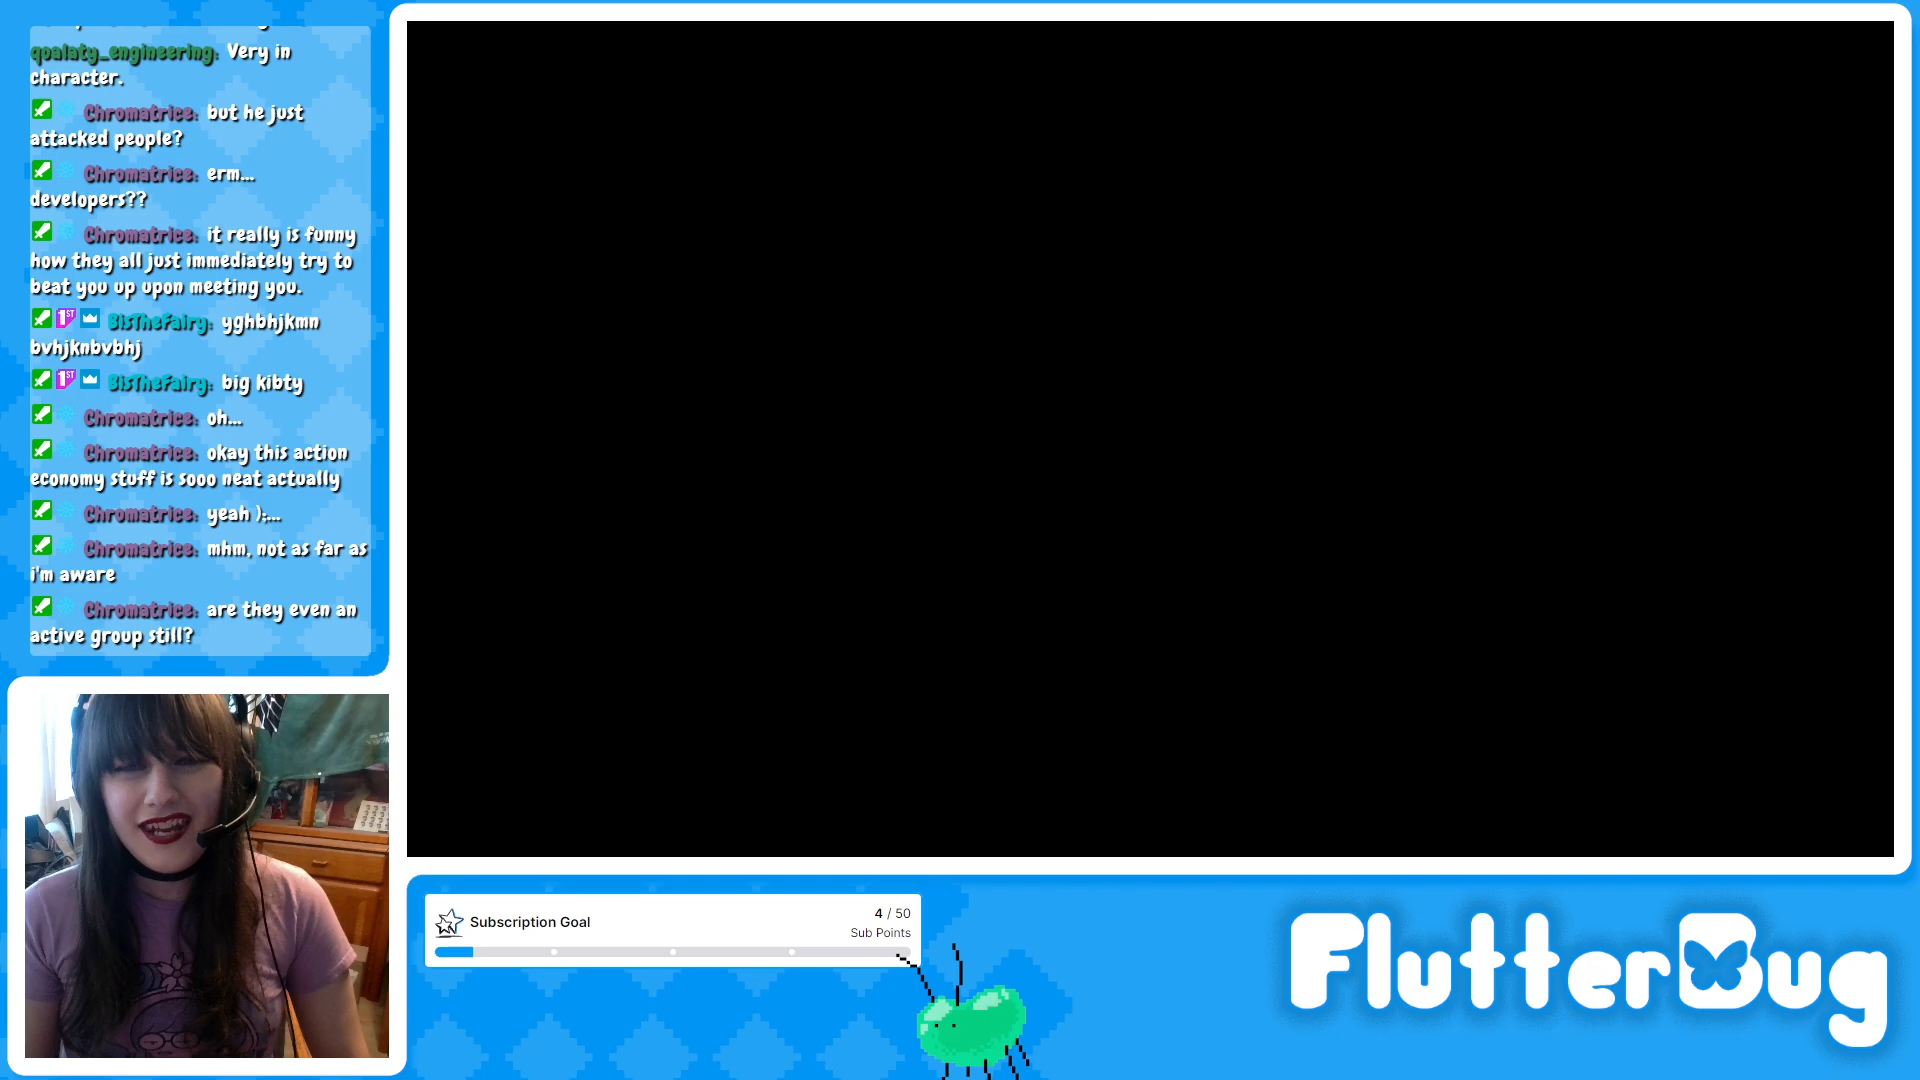 qoalaty_engineering: Very in
character.
Chromatrice: but he just
attacked people?
Chromatrice: erm...
developers??
Chromatrice: it really is funny
how they all just immediately try to
beat you up upon meeting you.
1ST BisTheFairy: yghbhjkmn
bvhjknbvbhj
1ST BisTheFairy: big kibty
Chromatrice: oh...
Chromatrice: okay this action
economy stuff is sooo neat actually
Chromatrice: yeah ):...
Chromatrice: mhm, not as far as
i'm aware
Chromatrice: are they even an
active group still?
Subscription Goal
4 / 50
Sub Points
FlutterBug